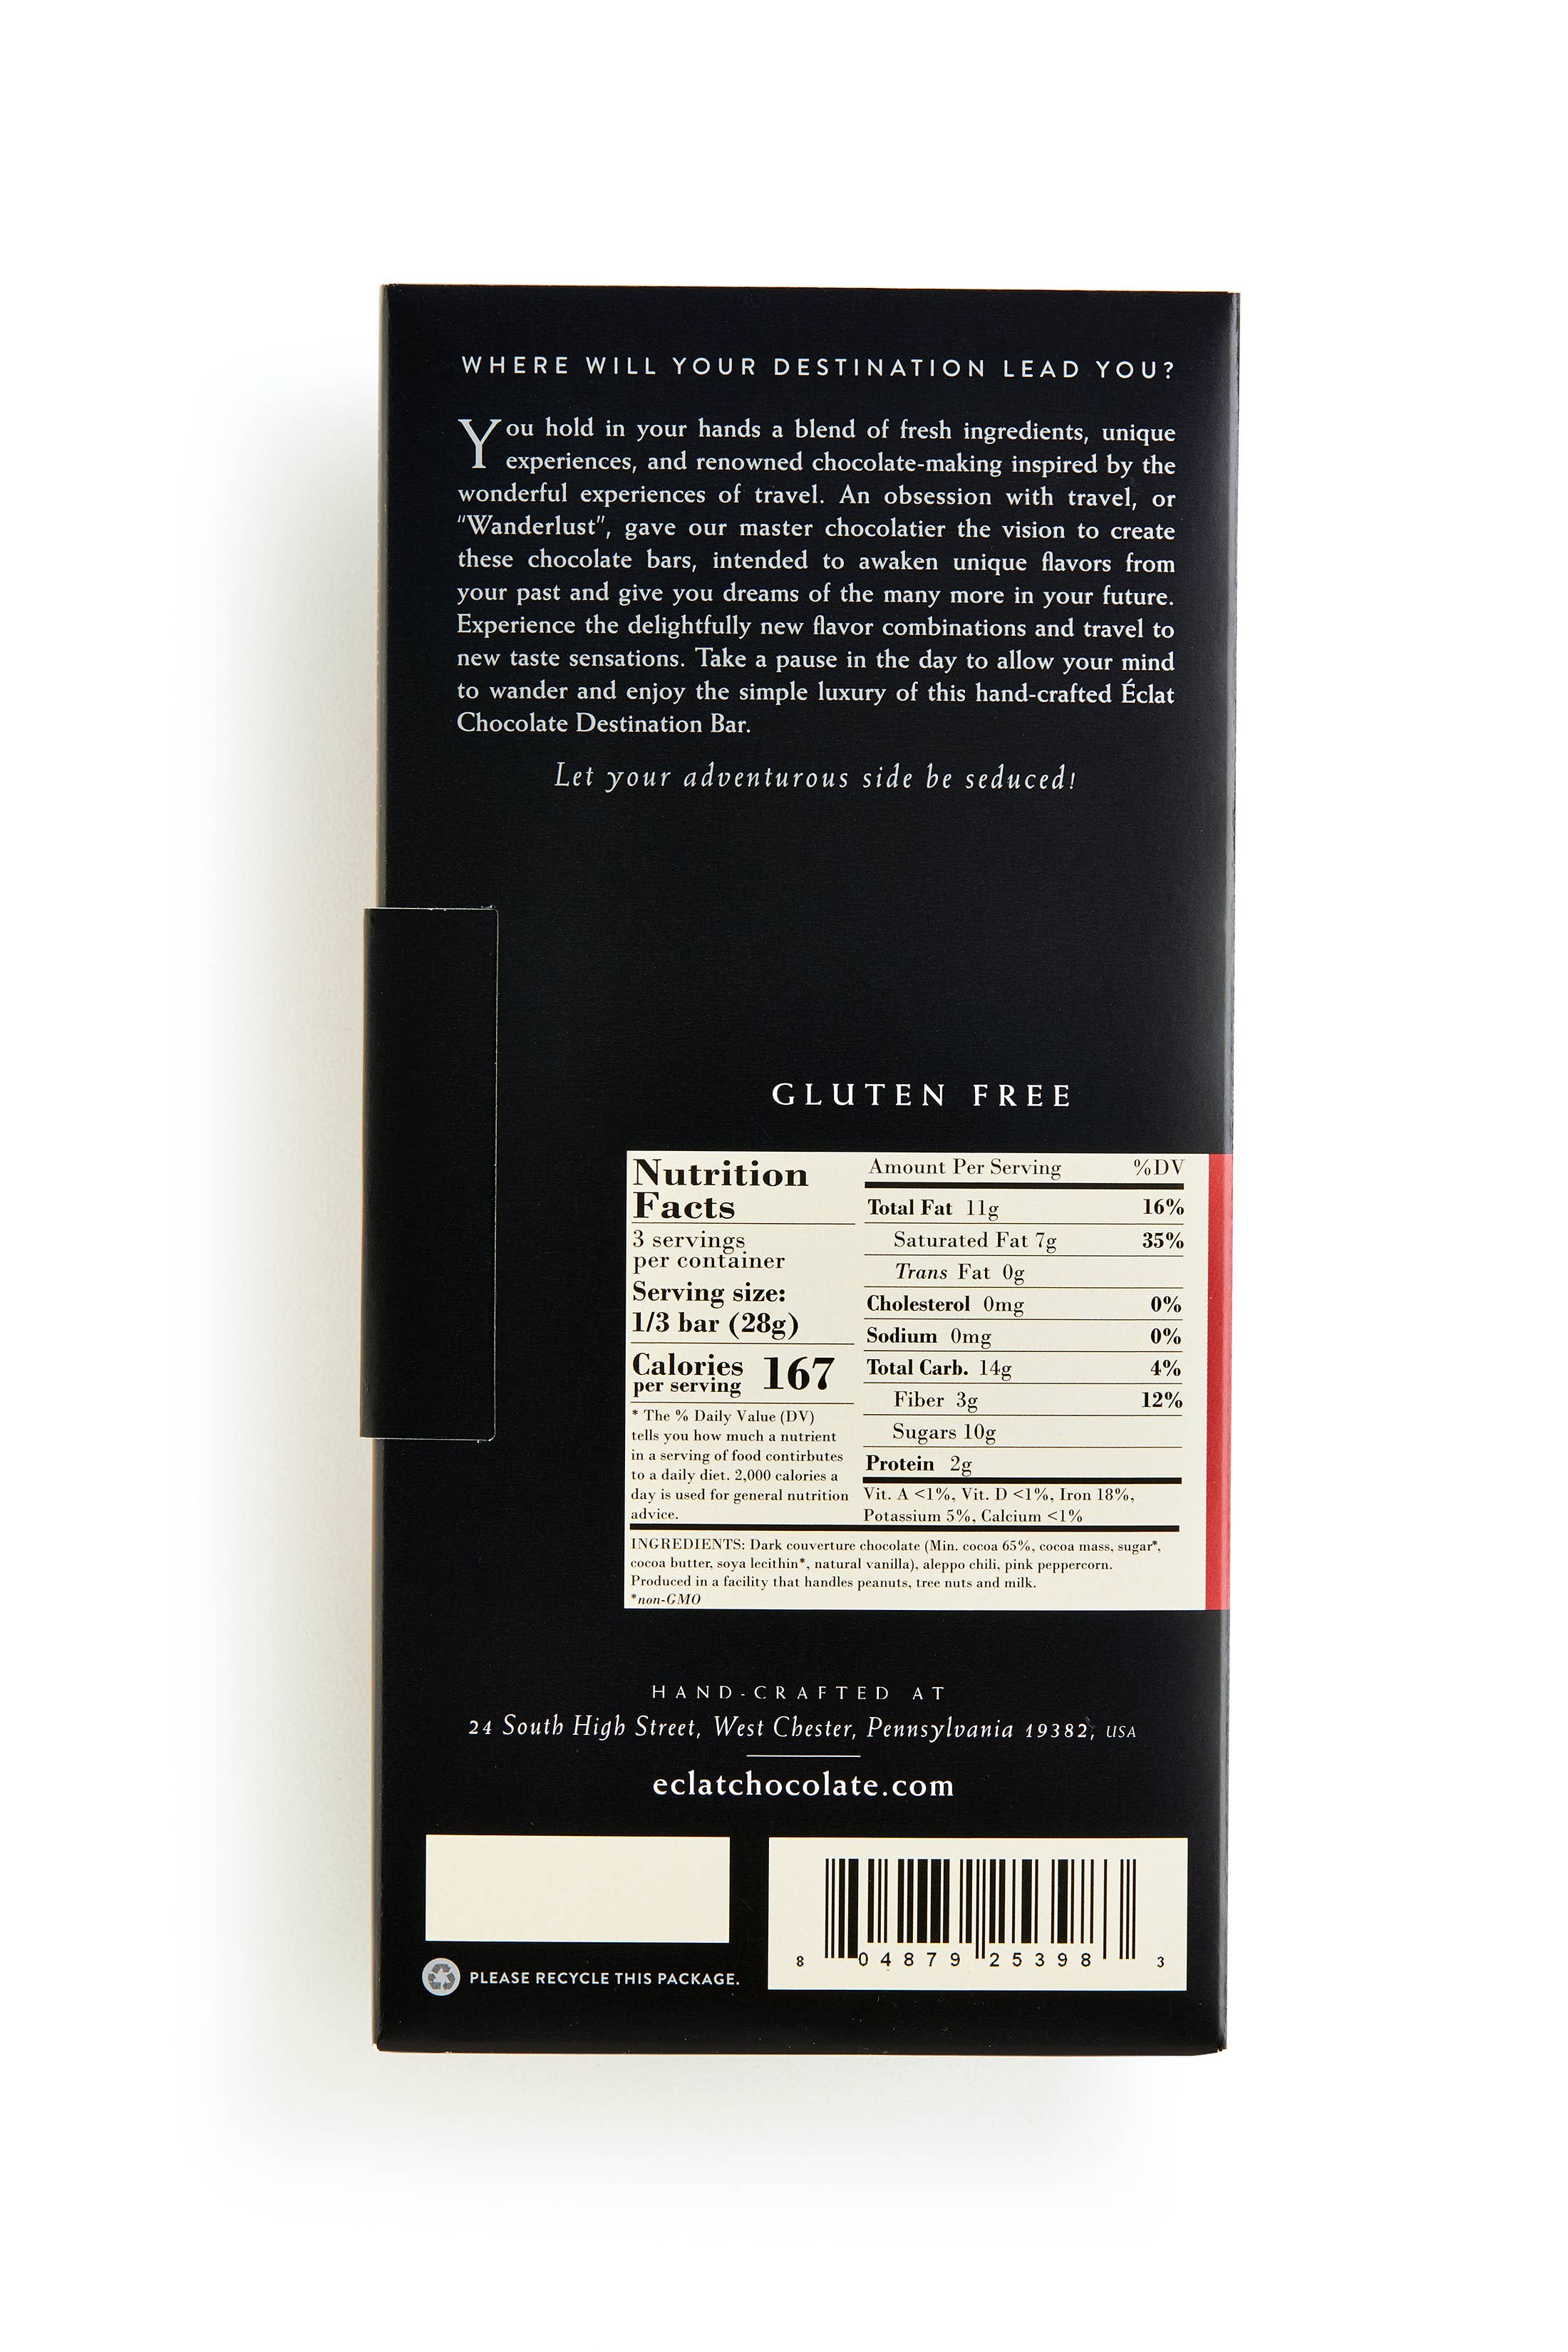 WHERE WILL YOUR DESTINATION LEAD YOU?
You hold in your hands a blend of fresh ingredients, unique
experiences, and renowned chocolate-making inspired by the
wonderful experiences of travel. An obsession with travel, or
"Wanderlust", gave our master chocolatier the vision to create
these chocolate bars, intended to awaken unique flavors from
your past and give you dreams of the many more in your future.
Experience the delightfully new flavor combinations and travel to
new taste sensations. Take a pause in the day to allow your mind
to wander and enjoy the simple luxury of this hand-crafted Éclat
Chocolate Destination Bar.
Let your adventurous side be seduced!
GLUTEN FREE
Nutrition
Facts
3 servings
per container
Serving size:
1/3 bar (28g)
Calories
per serving 167
* The % Daily Value (DV)
tells you how much a nutrient
in a serving of food contirbutes
to a daily diet. 2,000 calories a
day is used for general nutrition
advice.
Amount Per Serving %DV
Total Fat 11g 16%
Saturated Fat 7g 35%
Trans Fat 0g
Cholesterol 0mg 0%
Sodium 0mg 0%
Total Carb. 14g 4%
Fiber 3g 12%
Sugars 10g
Protein 2g
Vit. A <1%, Vit. D <1%, Iron 18%,
Potassium 5%, Calcium <1%
INGREDIENTS: Dark couverture chocolate (Min. cocoa 65%, cocoa mass, sugar*,
cocoa butter, soya lecithin*, natural vanilla), aleppo chili, pink peppercorn.
Produced in a facility that handles peanuts, tree nuts and milk.
*non-GMO
HAND-CRAFTED AT
24 South High Street, West Chester, Pennsylvania 19382, USA
eclatchocolate.com
PLEASE RECYCLE THIS PACKAGE.
8 04879 25398 3